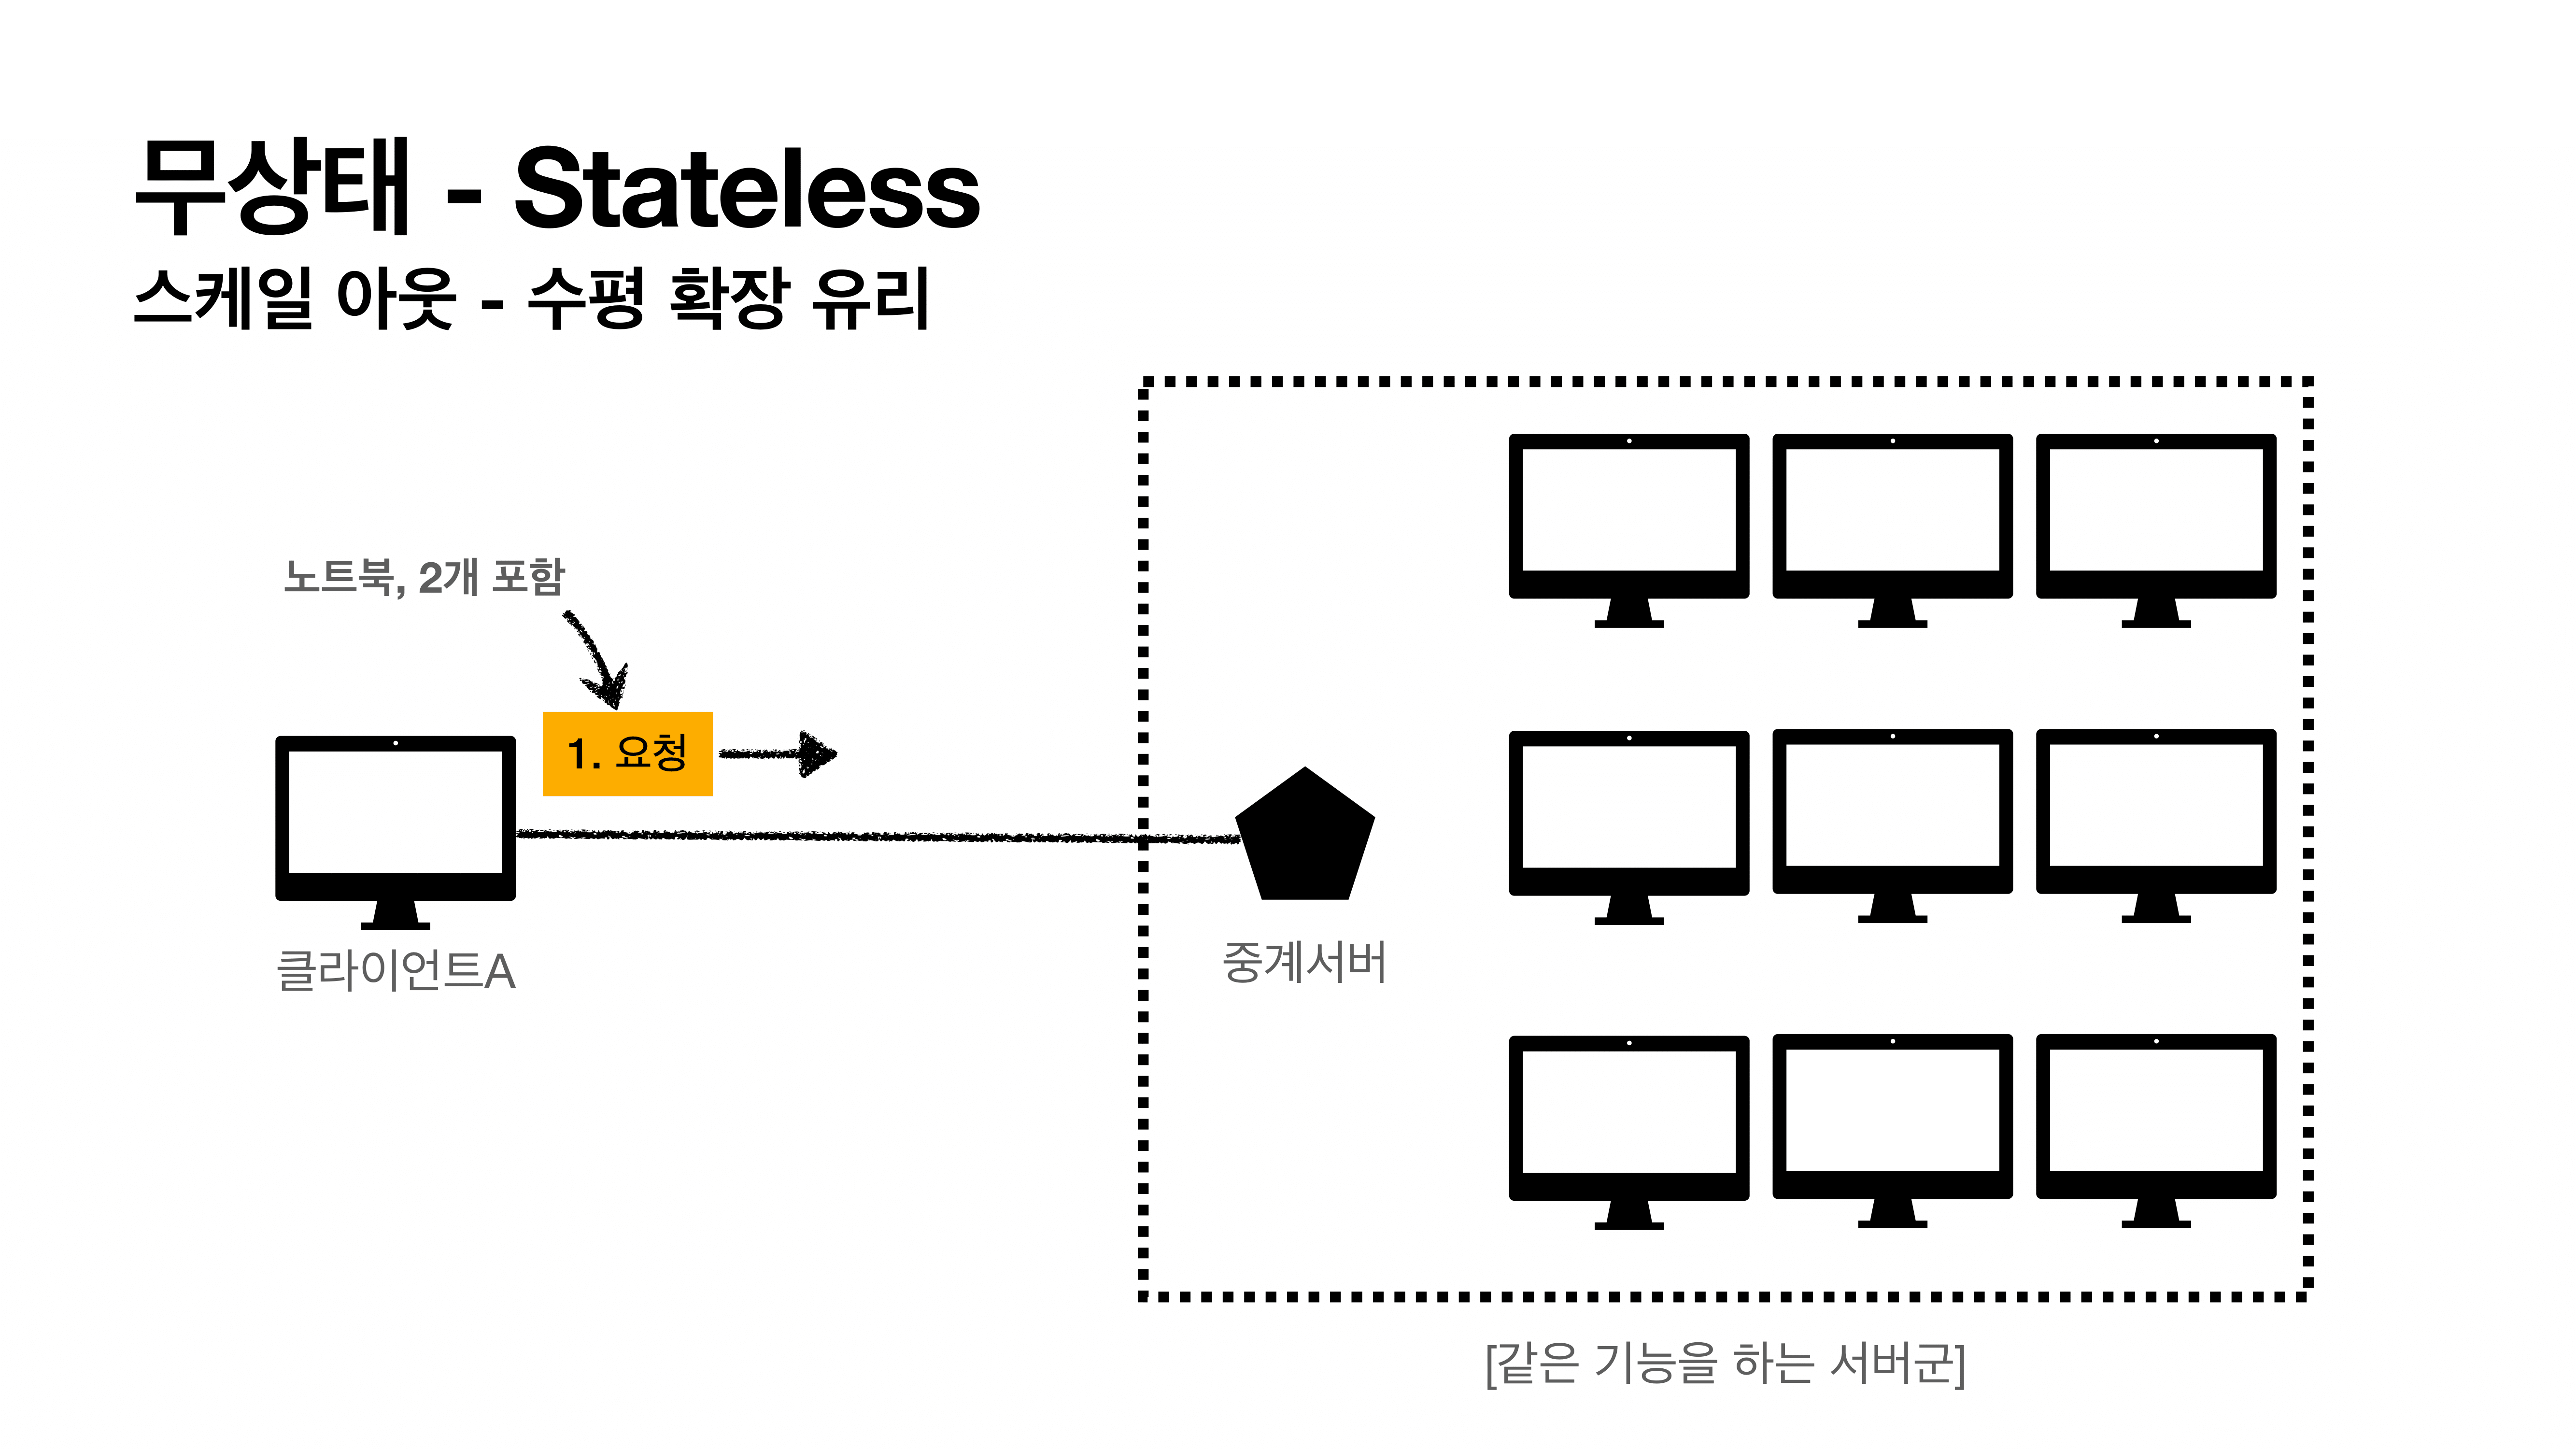 무상태 - Stateless
스케일 아웃 - 수평 확장 유리
노트북, 2개 포함
1. 요청
클라이언트A
중계서버
[같은 기능을 하는 서버군]